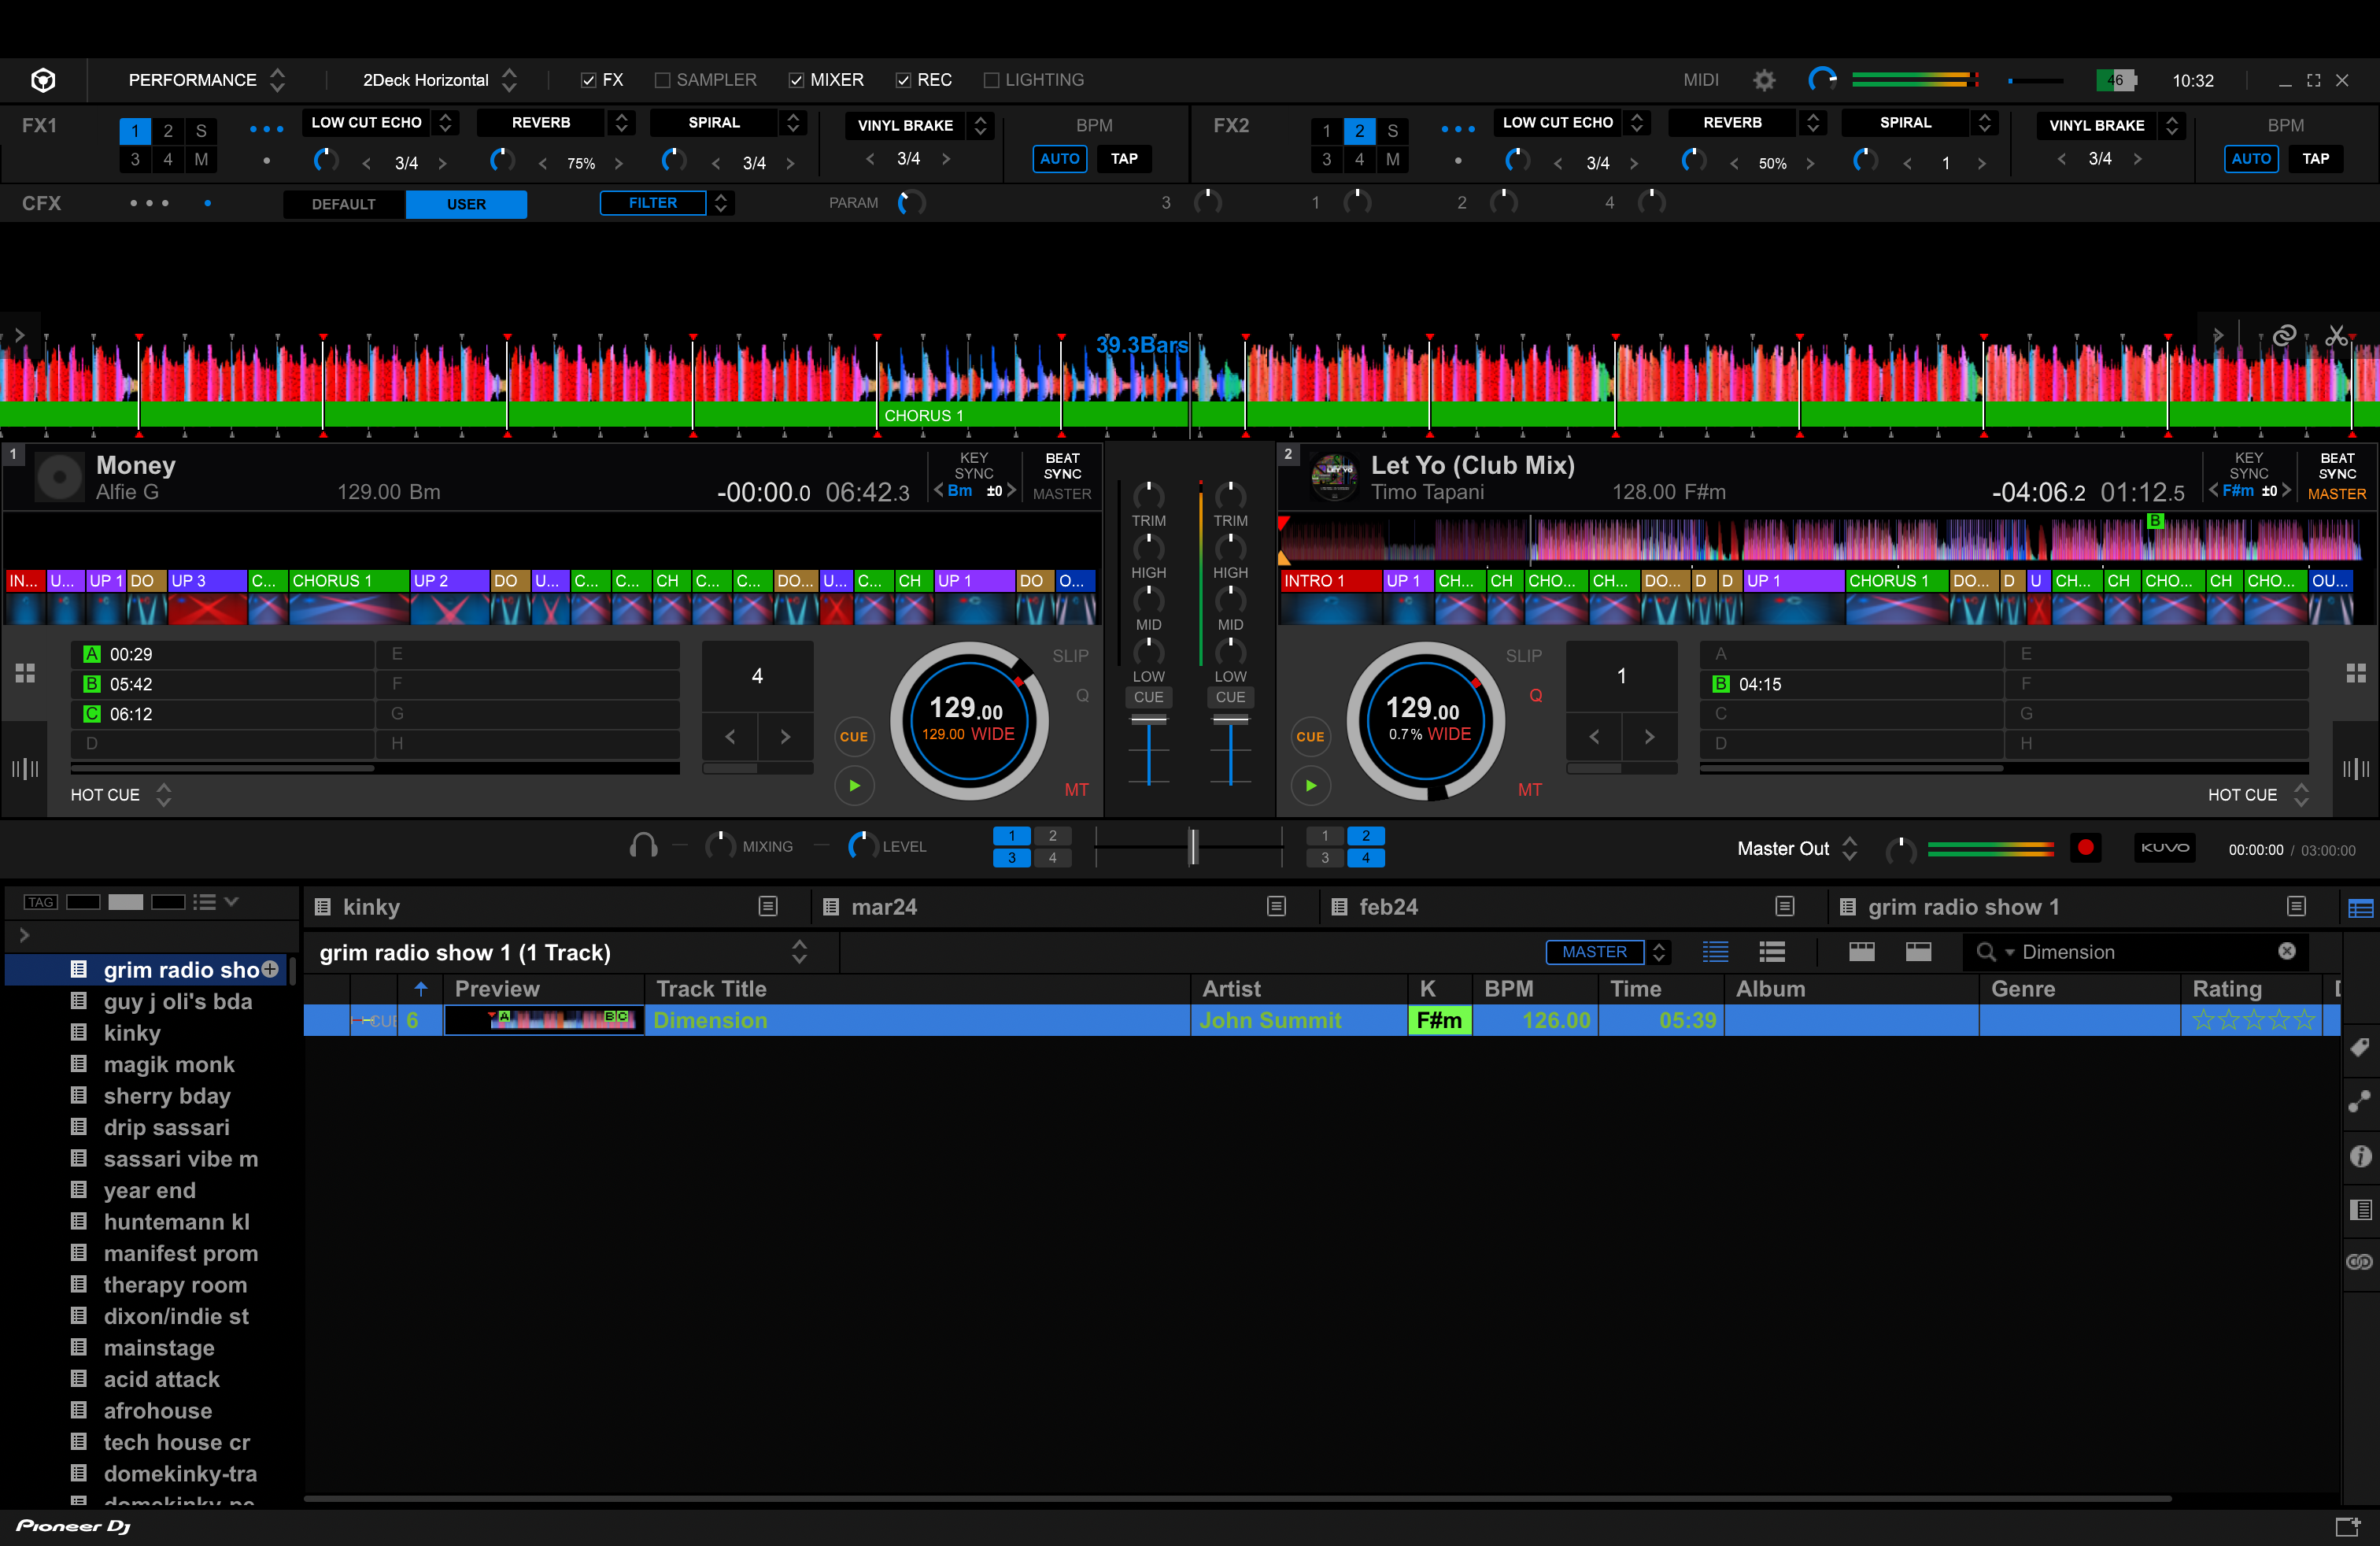 PERFORMANCE 2Deck Horizontal FX SAMPLER MIXER REC LIGHTING MIDI 46 10:32
FX1 1 2 S LOW CUT ECHO REVERB SPIRAL VINYL BRAKE BPM FX2 1 2 S LOW CUT ECHO REVERB SPIRAL VINYL BRAKE BPM
3 4 M 3/4 75% 3/4 3/4 AUTO TAP 3 4 M 3/4 50% 1 3/4 AUTO TAP
CFX DEFAULT USER FILTER PARAM 3 1 2 4
39.3Bars
CHORUS 1
1 Money KEY SYNC BEAT SYNC
Alfie G 129.00 Bm -00:00.0 06:42.3 Bm ±0 MASTER
2 Let Yo (Club Mix) KEY SYNC BEAT SYNC
Timo Tapani 128.00 F#m -04:06.2 01:12.5 F#m ±0 MASTER
LET YO
B
IN... U... UP 1 DO UP 3 C... CHORUS 1 UP 2 DO U... C... C... CH C... C... DO... U... C... CH UP 1 DO O...
INTRO 1 UP 1 CH... CH CHO... CH... DO... D D UP 1 CHORUS 1 DO... D U CH... CH CHO... CH CHO... OU...
TRIM TRIM
HIGH HIGH
MID MID
LOW LOW
CUE CUE
A 00:29 E
B 05:42 F
C 06:12 G
D H
HOT CUE
4
CUE
129.00
129.00 WIDE
SLIP
Q
MT
CUE
129.00
0.7% WIDE
SLIP
Q
MT
1
A E
B 04:15 F
C G
D H
HOT CUE
MIXING LEVEL 1 2 3 4 1 2 3 4 Master Out KUVO 00:00:00 / 03:00:00
TAG
kinky mar24 feb24 grim radio show 1
grim radio show 1 (1 Track) MASTER Dimension
Preview Track Title Artist K BPM Time Album Genre Rating
CUE 6 A B C Dimension John Summit F#m 126.00 05:39
grim radio sho
guy j oli's bda
kinky
magik monk
sherry bday
drip sassari
sassari vibe m
year end
huntemann kl
manifest prom
therapy room
dixon/indie st
mainstage
acid attack
afrohouse
tech house cr
domekinky-tra
Pioneer Dj